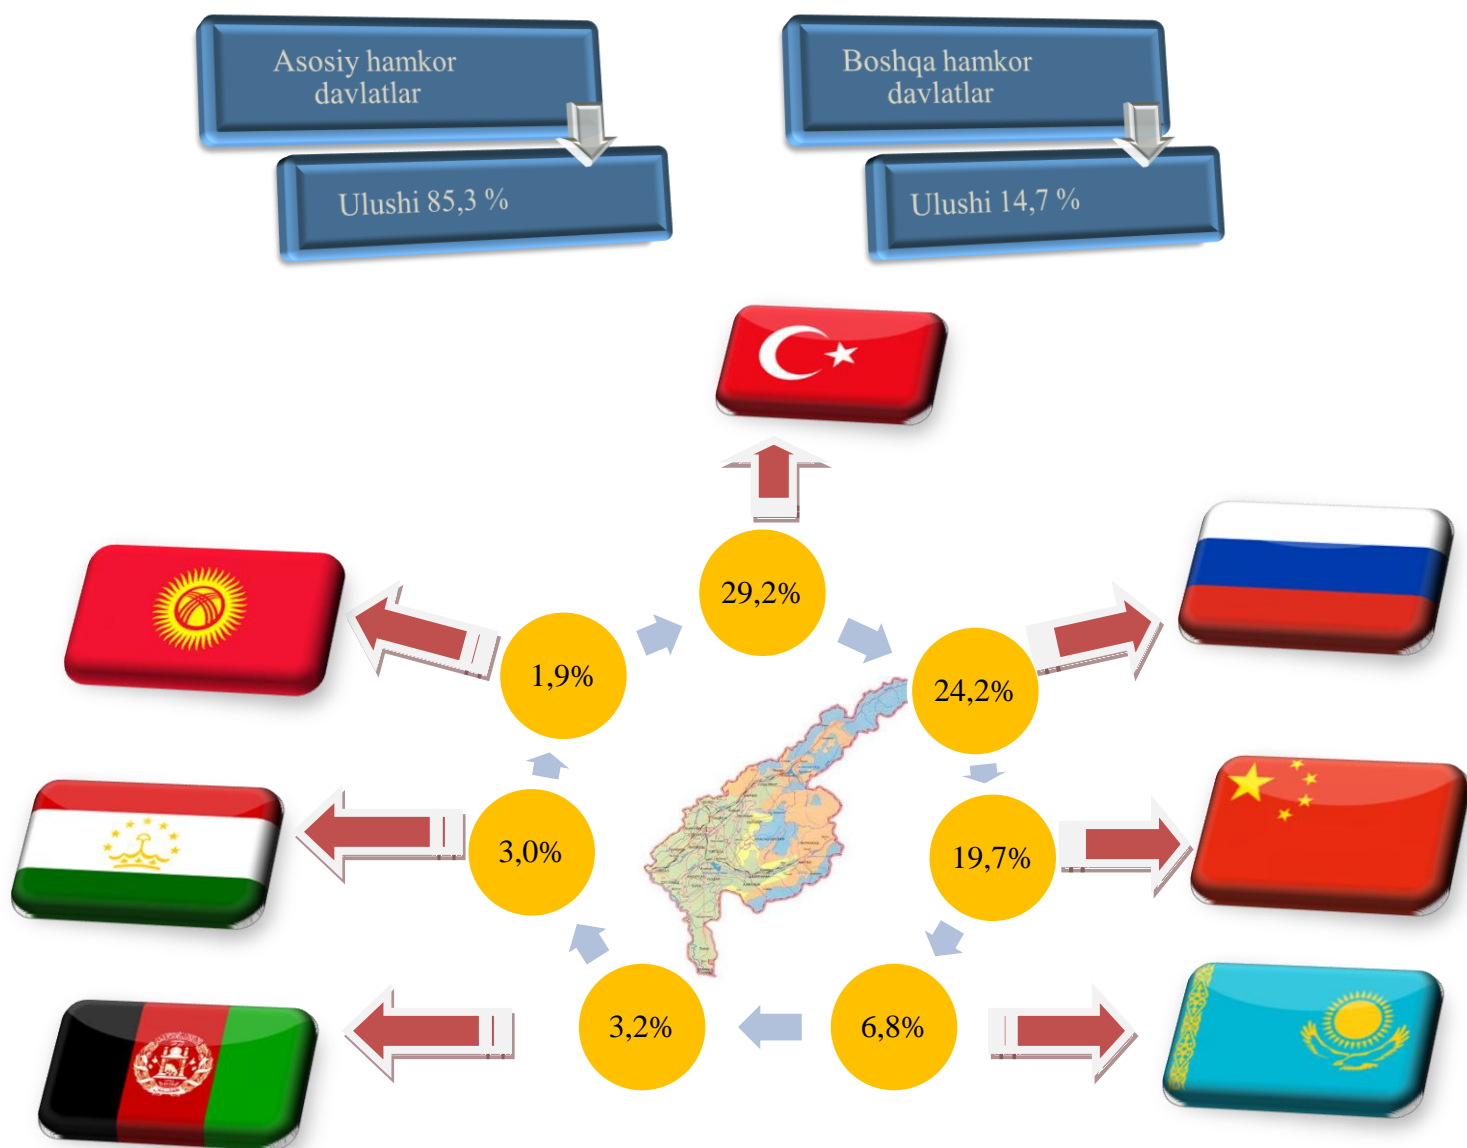 Asosiy hamkor
davlatlar
Boshqa hamkor
davlatlar
Ulushi 85,3 %
Ulushi 14,7 %
29,2%
1,9%
24,2%
3,0%
19,7%
3,2%
6,8%